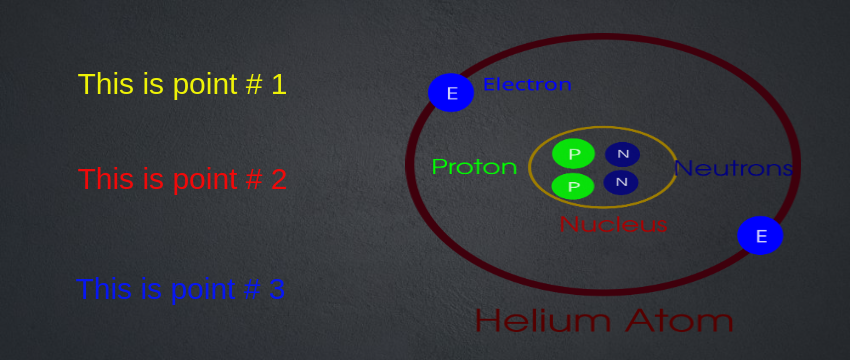 This is point # 1
This is point # 2
This is point # 3
E
Electron
P
N
Proton
Neutrons
P
N
Nucleus
E
Helium Atom